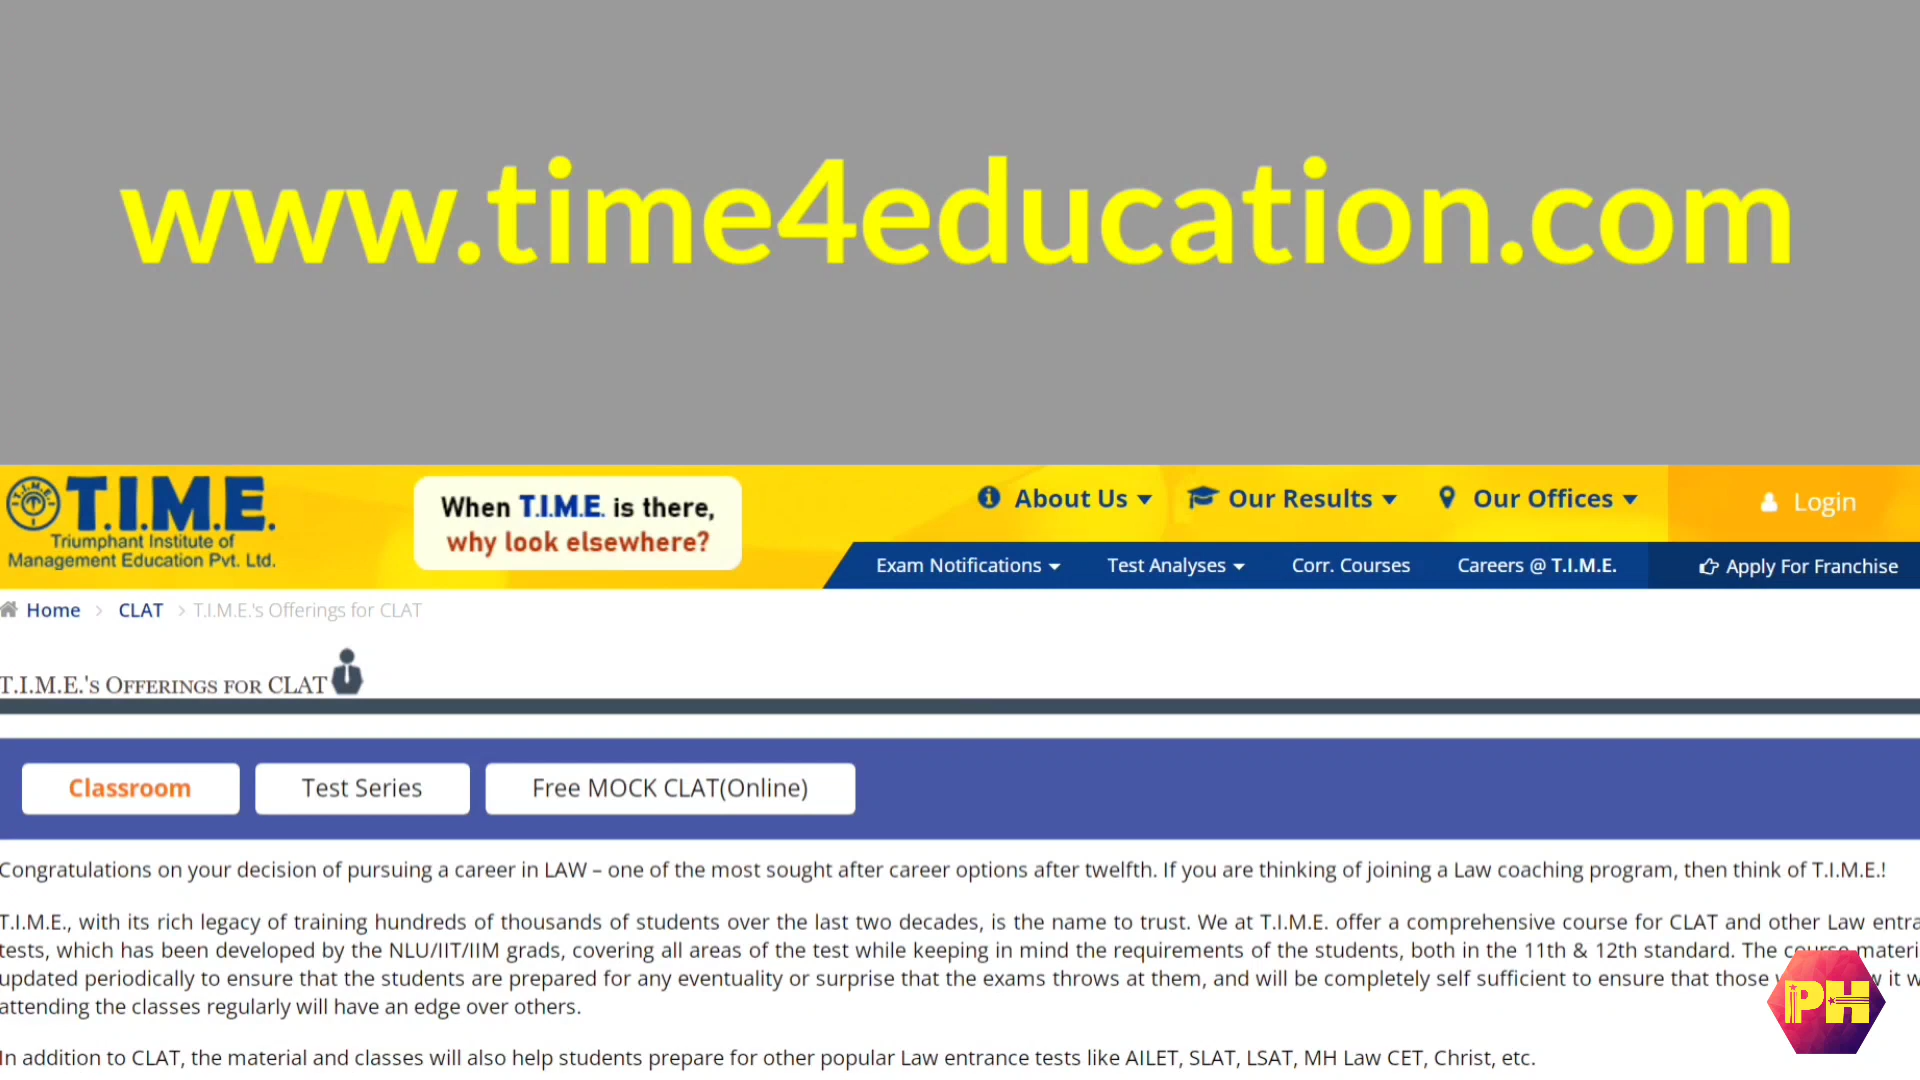 www.time4education.com
T.I.M.E.
Triumphant Institute of
Management Education Pvt. Ltd.
When T.I.M.E. is there,
why look elsewhere?
About Us Our Results Our Offices Login
Exam Notifications Test Analyses Corr. Courses Careers @ T.I.M.E. Apply For Franchise
Home > CLAT > T.I.M.E.'s Offerings for CLAT
T.I.M.E.'s Offerings for CLAT
Classroom Test Series Free MOCK CLAT(Online)
Congratulations on your decision of pursuing a career in LAW – one of the most sought after career options after twelfth. If you are thinking of joining a Law coaching program, then think of T.I.M.E.!
T.I.M.E., with its rich legacy of training hundreds of thousands of students over the last two decades, is the name to trust. We at T.I.M.E. offer a comprehensive course for CLAT and other Law entra
tests, which has been developed by the NLU/IIT/IIM grads, covering all areas of the test while keeping in mind the requirements of the students, both in the 11th & 12th standard. The course materi
updated periodically to ensure that the students are prepared for any eventuality or surprise that the exams throws at them, and will be completely self sufficient to ensure that those it w
attending the classes regularly will have an edge over others.
In addition to CLAT, the material and classes will also help students prepare for other popular Law entrance tests like AILET, SLAT, LSAT, MH Law CET, Christ, etc.
PH